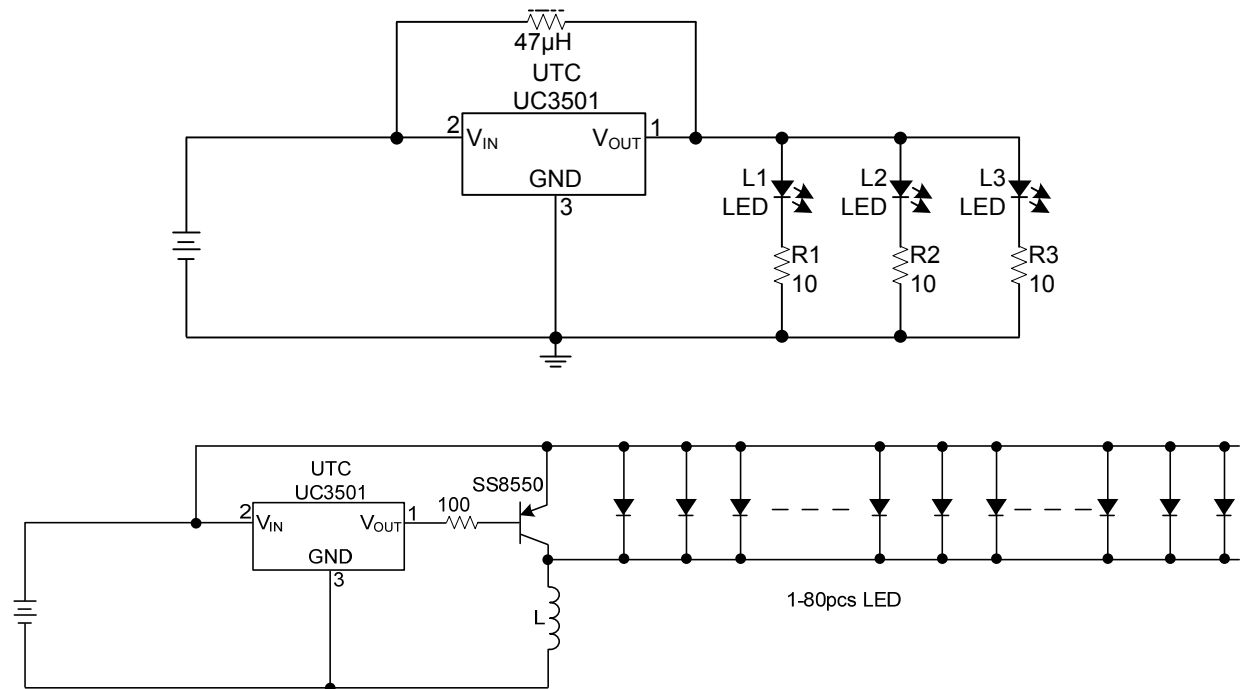 47µH
UTC
UC3501
2 VIN VOUT 1
GND
3
L1
LED
L2
LED
L3
LED
R1
10
R2
10
R3
10
UTC
UC3501
2 VIN VOUT 1
GND
3
100
SS8550
L
1-80pcs LED